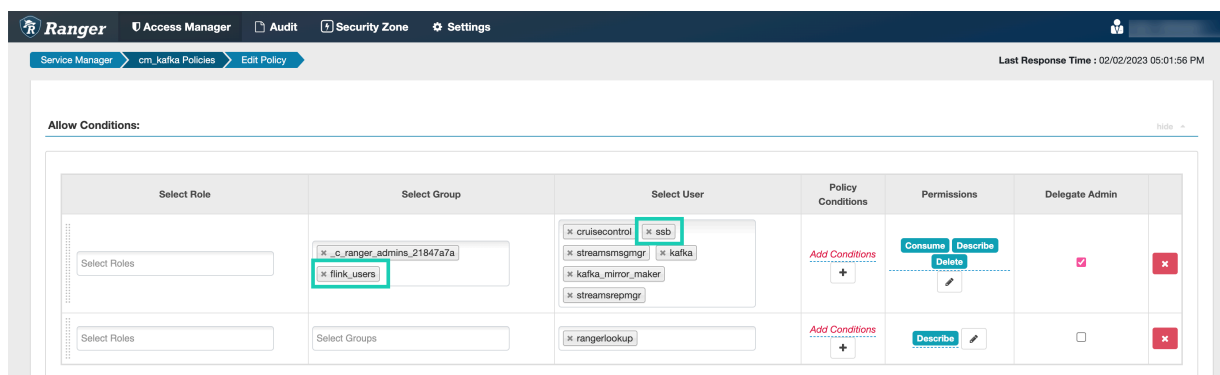 Ranger Access Manager Audit Security Zone Settings
Service Manager cm_kafka Policies Edit Policy Last Response Time : 02/02/2023 05:01:56 PM
Allow Conditions: hide
Select Role Select Group Select User Policy Conditions Permissions Delegate Admin
Select Roles
× _c_ranger_admins_21847a7a
× flink_users
× cruisecontrol × ssb
× streamsmsgmgr × kafka
× kafka_mirror_maker
× streamsrepmgr
Add Conditions
+
Consume Describe
Delete
×
Select Roles Select Groups × rangerlookup Add Conditions Describe ×
+